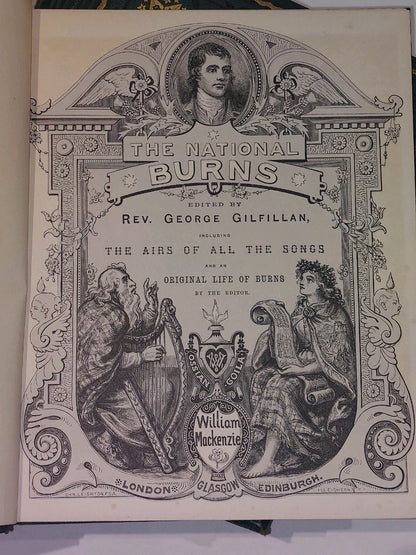 THE NATIONAL
BURNS
EDITED BY
REV. GEORGE GILFILLAN,
INCLUDING
THE AIRS OF ALL THE SONGS
AND AN
ORIGINAL LIFE OF BURNS
BY THE EDITOR.
OSSIAN
COILA
William
Mackenzie
LONDON
GLASGOW
EDINBURGH.